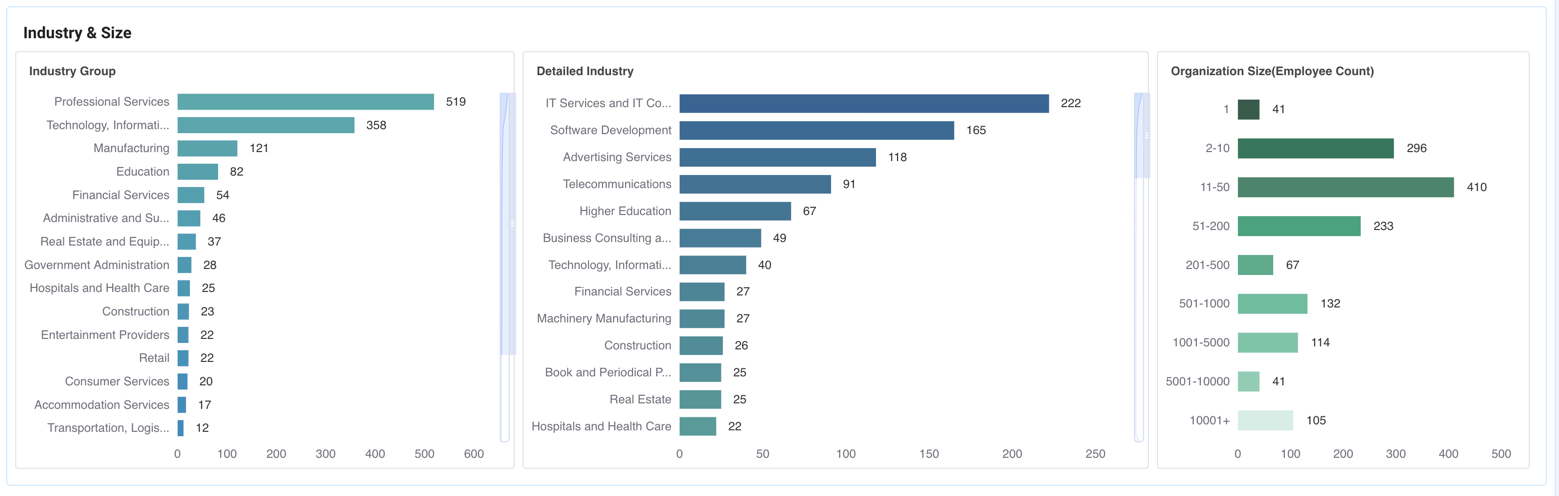 Industry & Size
Industry Group
Professional Services 519
Technology, Informati... 358
Manufacturing 121
Education 82
Financial Services 54
Administrative and Su... 46
Real Estate and Equip... 37
Government Administration 28
Hospitals and Health Care 25
Construction 23
Entertainment Providers 22
Retail 22
Consumer Services 20
Accommodation Services 17
Transportation, Logis... 12
0 100 200 300 400 500 600
Detailed Industry
IT Services and IT Co... 222
Software Development 165
Advertising Services 118
Telecommunications 91
Higher Education 67
Business Consulting a... 49
Technology, Informati... 40
Financial Services 27
Machinery Manufacturing 27
Construction 26
Book and Periodical P... 25
Real Estate 25
Hospitals and Health Care 22
0 50 100 150 200 250
Organization Size(Employee Count)
1 41
2-10 296
11-50 410
51-200 233
201-500 67
501-1000 132
1001-5000 114
5001-10000 41
10001+ 105
0 100 200 300 400 500